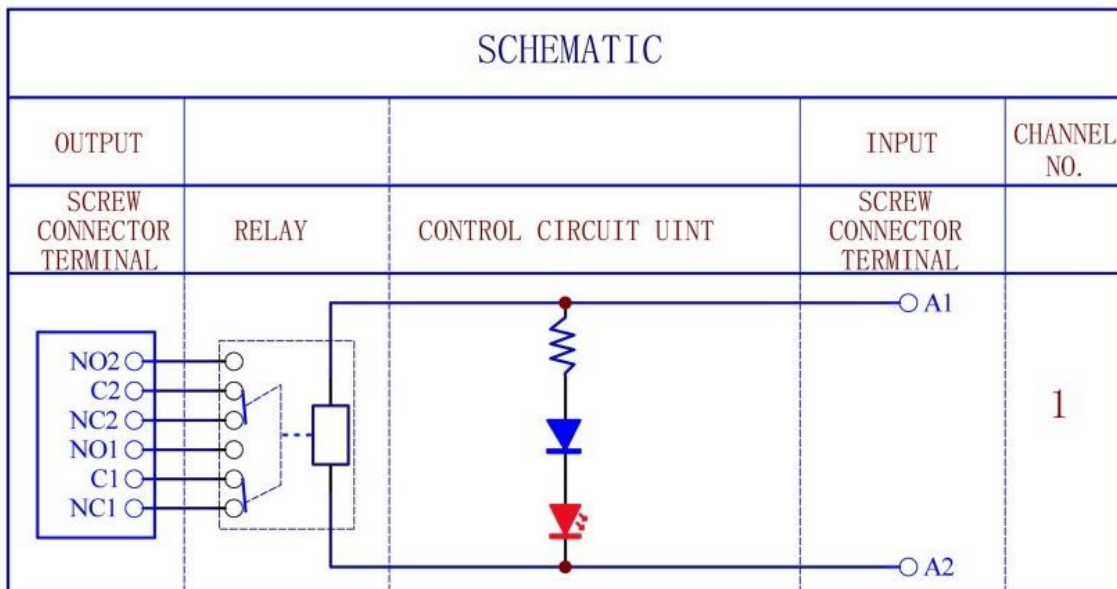 SCHEMATIC
OUTPUT
INPUT
CHANNEL
NO.
SCREW
CONNECTOR
TERMINAL
RELAY
CONTROL CIRCUIT UINT
SCREW
CONNECTOR
TERMINAL
A1
NO2
C2
NC2
NO1
C1
NC1
1
A2